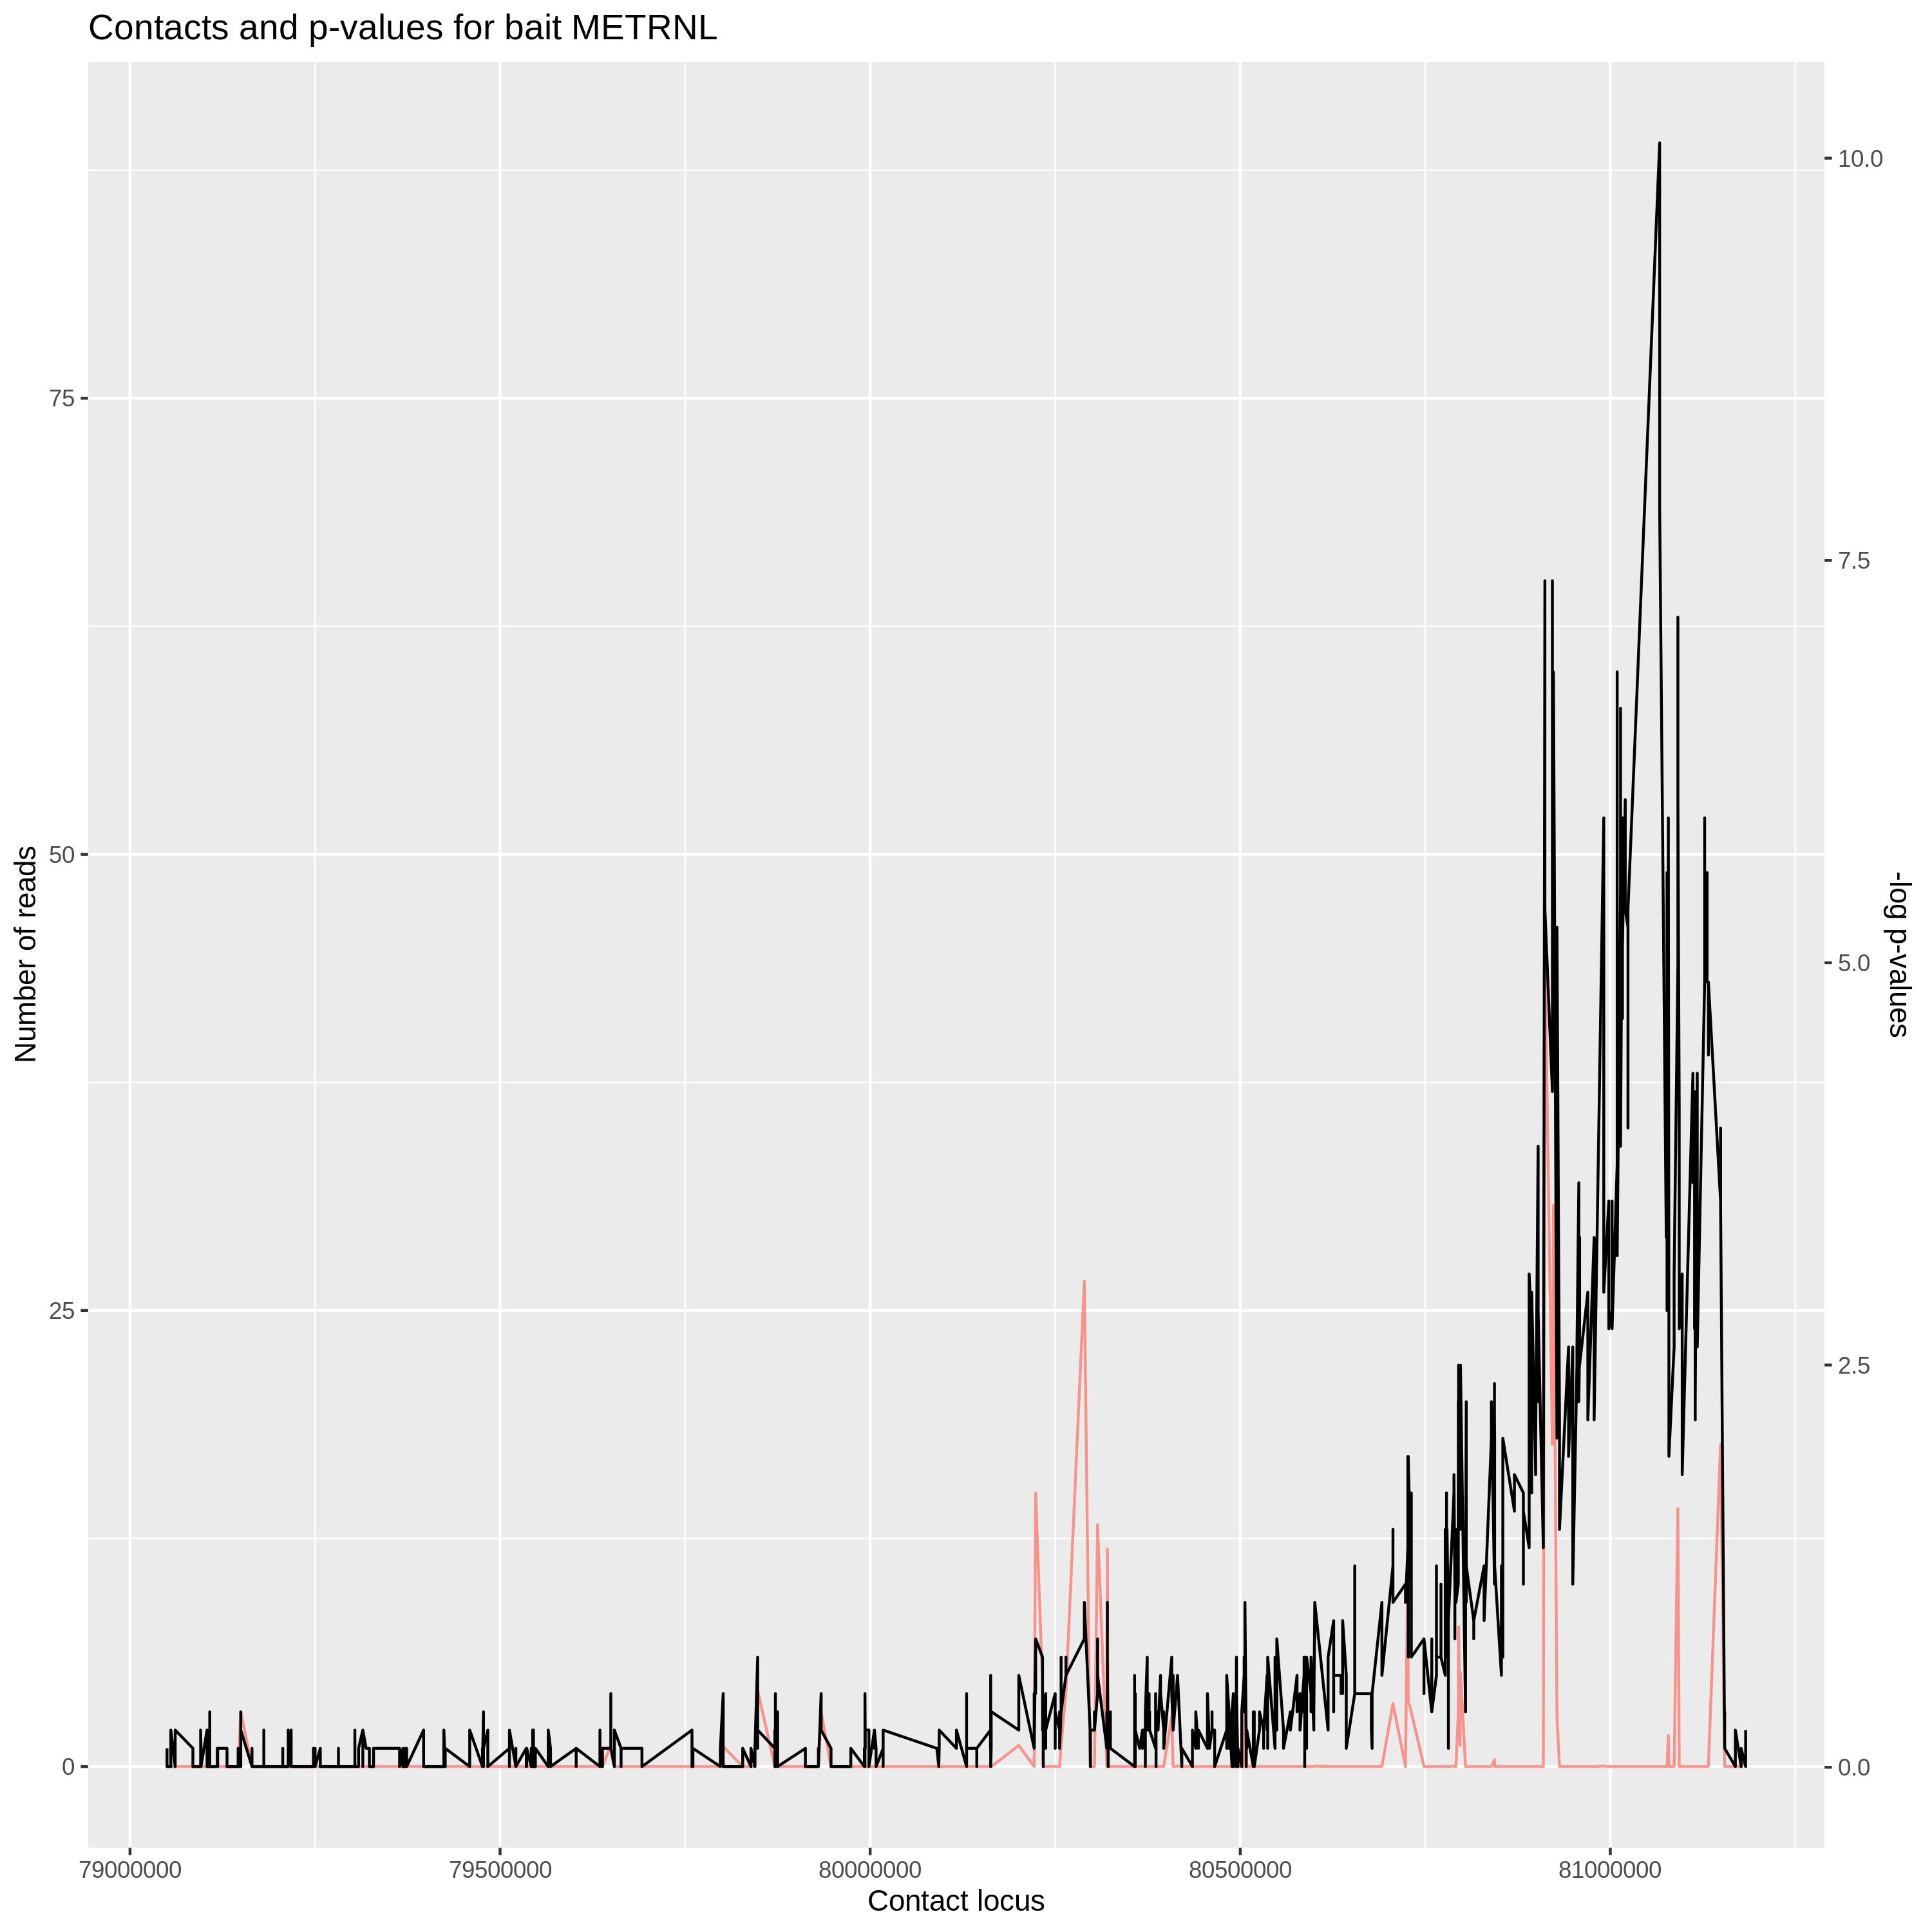 Contacts and p-values for bait METRNL
Number of reads
75
50
25
0
10.0
7.5
5.0
2.5
0.0
-log p-values
79000000 79500000 80000000 80500000 81000000
Contact locus